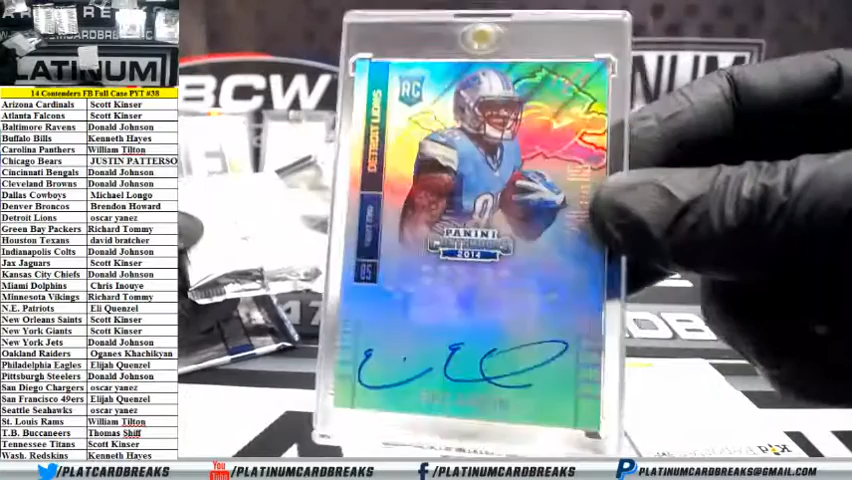 PLATINUM
14 Contenders FB Full Case PYT #38
Arizona Cardinals Scott Kinser
Atlanta Falcons Scott Kinser
Baltimore Ravens Donald Johnson
Buffalo Bills Kenneth Hayes
Carolina Panthers William Tilton
Chicago Bears JUSTIN PATTERSO
Cincinnati Bengals Donald Johnson
Cleveland Browns Donald Johnson
Dallas Cowboys Michael Longo
Denver Broncos Brendon Howard
Detroit Lions oscar yanez
Green Bay Packers Richard Tommy
Houston Texans david bratcher
Indianapolis Colts Donald Johnson
Jax Jaguars Scott Kinser
Kansas City Chiefs Donald Johnson
Miami Dolphins Chris Inouye
Minnesota Vikings Richard Tommy
N.E. Patriots Eli Quenzel
New Orleans Saints Scott Kinser
New York Giants Scott Kinser
New York Jets Donald Johnson
Oakland Raiders Oganes Khachikyan
Philadelphia Eagles Elijah Quenzel
Pittsburgh Steelers Donald Johnson
San Diego Chargers oscar yanez
San Francisco 49ers Elijah Quenzel
Seattle Seahawks oscar yanez
St. Louis Rams William Tilton
T.B. Buccaneers Thomas Shiff
Tennessee Titans Scott Kinser
Wash. Redskins Kenneth Hayes
BCW
RC
DETROIT LIONS
PANINI
CONTENDERS
2014
/PLATCARDBREAKS
You Tube /PLATINUMCARDBREAKS
/PLATINUMCARDBREAKS
PLATINUMCARDBREAKS@GMAIL.COM